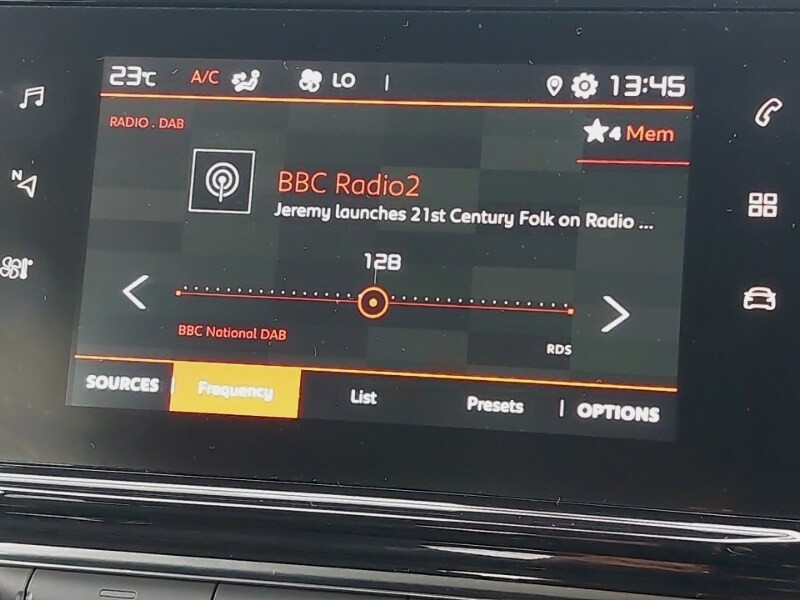 23°C A/C LO | 13:45
RADIO . DAB
4 Mem
BBC Radio2
Jeremy launches 21st Century Folk on Radio ...
12B
BBC National DAB
RDS
SOURCES | Frequency List Presets | OPTIONS
N